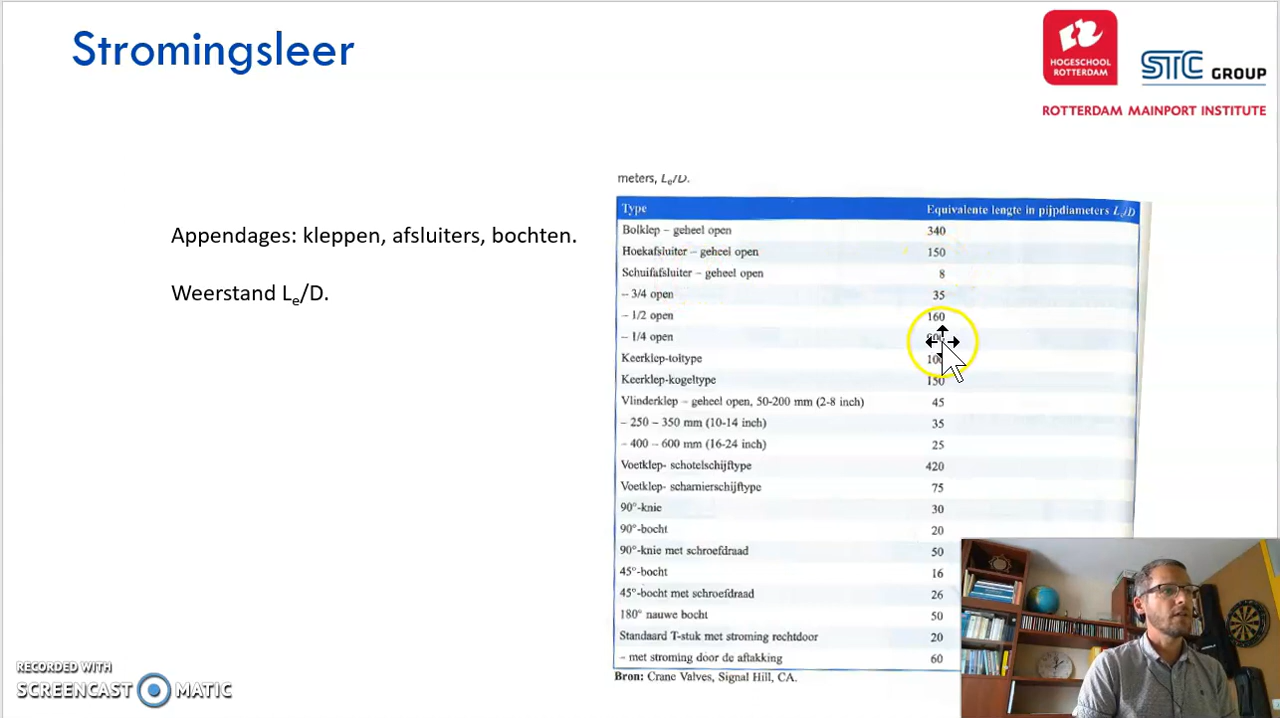 Stromingsleer
HOGESCHOOL
ROTTERDAM
STC GROUP
ROTTERDAM MAINPORT INSTITUTE
Appendages: kleppen, afsluiters, bochten.
Weerstand Le/D.
meters, Le/D.
Type Equivalente lengte in pijpdiameters Le/D
Bolklep – geheel open 340
Hoekafsluiter – geheel open 150
Schuifafsluiter – geheel open 8
– 3/4 open 35
– 1/2 open 160
– 1/4 open
Keerklep-toltype
Keerklep-kogeltype 150
Vlinderklep – geheel open, 50-200 mm (2-8 inch) 45
– 250 – 350 mm (10-14 inch) 35
– 400 – 600 mm (16-24 inch) 25
Voetklep- schotelschijftype 420
Voetklep- scharnierschijftype 75
90°-knie 30
90°-bocht 20
90°-knie met schroefdraad 50
45°-bocht 16
45°-bocht met schroefdraad 26
180° nauwe bocht 50
Standaard T-stuk met stroming rechtdoor 20
– met stroming door de aftakking 60
Bron: Crane Valves, Signal Hill, CA.
RECORDED WITH
SCREENCAST MATIC